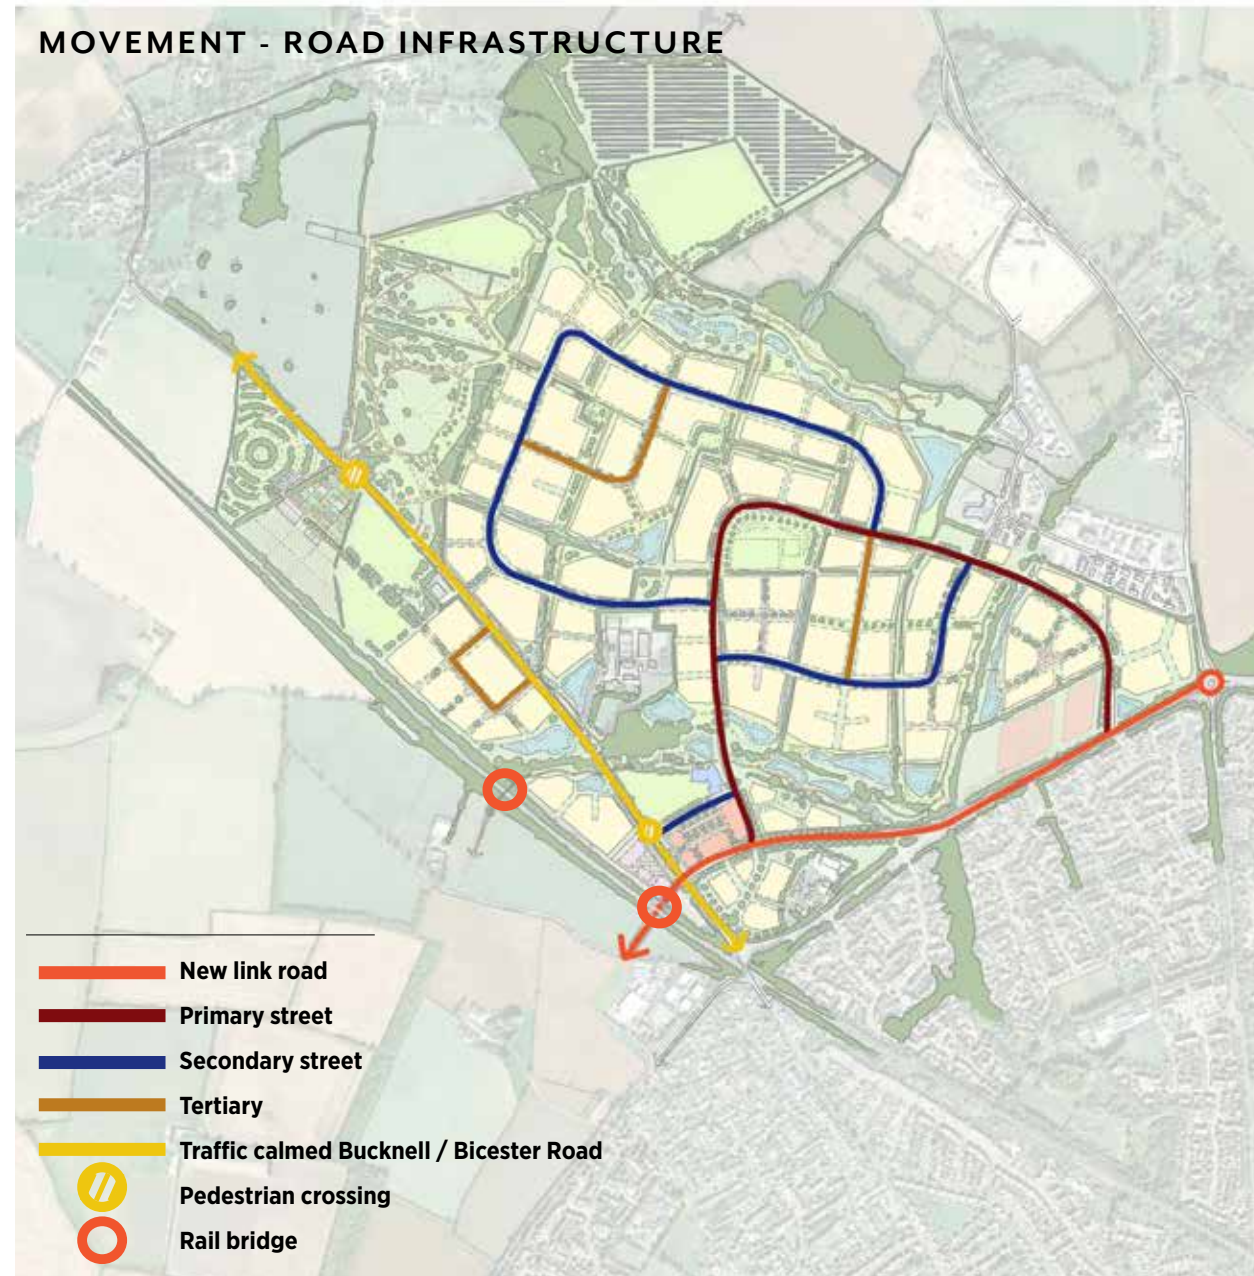 MOVEMENT - ROAD INFRASTRUCTURE
New link road
Primary street
Secondary street
Tertiary
Traffic calmed Bucknell / Bicester Road
Pedestrian crossing
Rail bridge